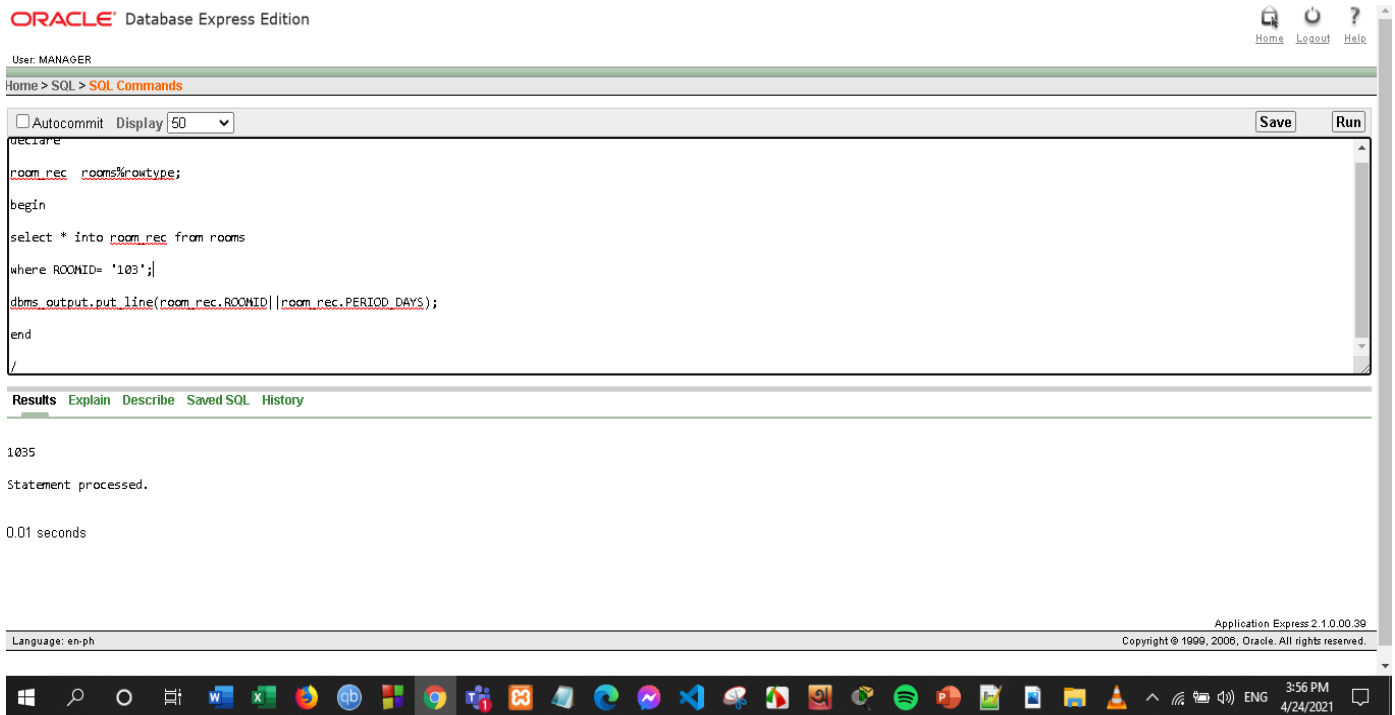 ORACLE Database Express Edition
Home Logout Help
User: MANAGER
Home > SQL > SQL Commands
Autocommit Display 50 Save Run
declare
room_rec rooms%rowtype;
begin
select * into room_rec from rooms
where ROOMID= '103';
dbms_output.put_line(room_rec.ROOMID||room_rec.PERIOD_DAYS);
end
/
Results Explain Describe Saved SQL History
1035
Statement processed.
0.01 seconds
Application Express 2.1.0.00.39
Language: en-ph Copyright © 1999, 2006, Oracle. All rights reserved.
ENG 3:56 PM
4/24/2021